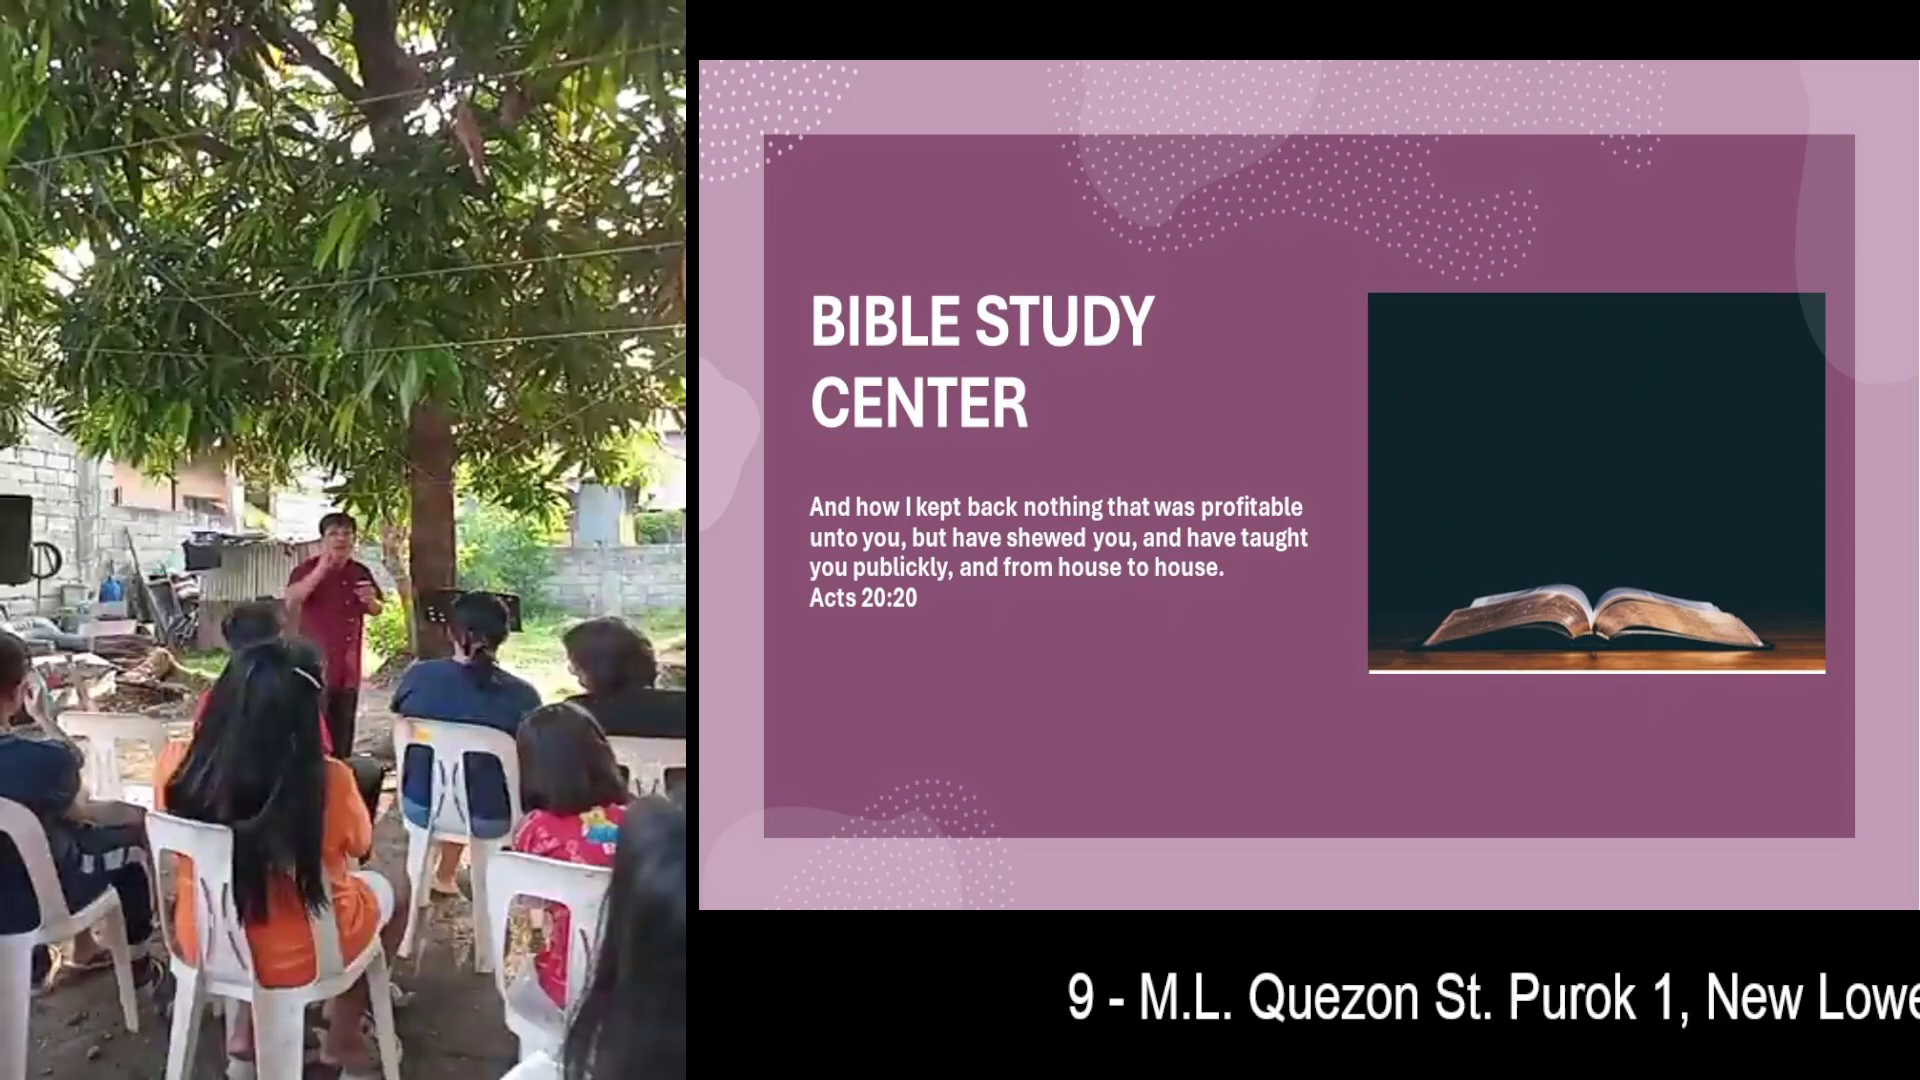 BIBLE STUDY
CENTER
And how I kept back nothing that was profitable
unto you, but have shewed you, and have taught
you publickly, and from house to house.
Acts 20:20
9 - M.L. Quezon St. Purok 1, New Lowe